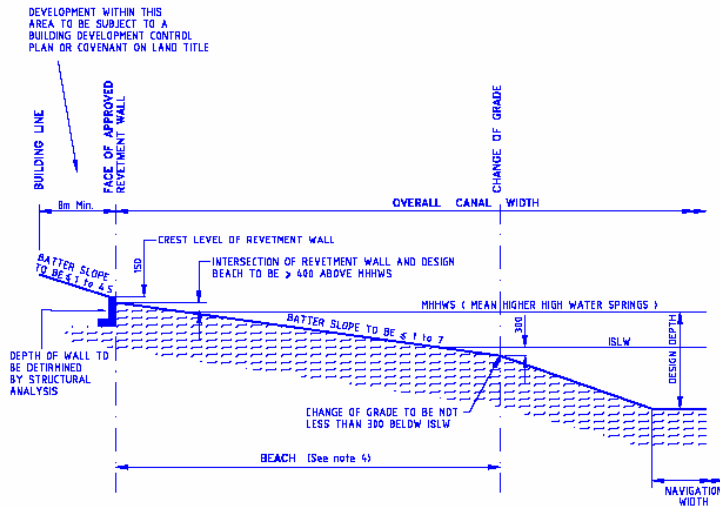 DEVELOPMENT WITHIN THIS
AREA TO BE SUBJECT TO A
BUILDING DEVELOPMENT CONTROL
PLAN OR COVENANT ON LAND TITLE
BUILDING LINE
FACE OF APPROVED
REVETMENT WALL
CHANGE OF GRADE
8m Min.
OVERALL CANAL WIDTH
CREST LEVEL OF REVETMENT WALL
150
INTERSECTION OF REVETMENT WALL AND DESIGN
BEACH TO BE > 400 ABOVE MHHWS
BATTER SLOPE
TO BE ≤ 1 to 4.5
MHHWS ( MEAN HIGHER HIGH WATER SPRINGS )
BATTER SLOPE TO BE ≤ 1 to 7
300
ISLW
DESIGN DEPTH
DEPTH OF WALL TO
BE DETIRMINED
BY STRUCTURAL
ANALYSIS
CHANGE OF GRADE TO BE NOT
LESS THAN 300 BELOW ISLW
BEACH (See note 4)
NAVIGATION
WIDTH